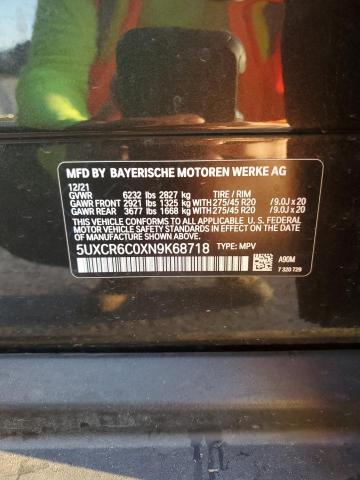 MFD BY BAYERISCHE MOTOREN WERKE AG
12/21
GVWR 6232 lbs 2827 kg TIRE / RIM
GAWR FRONT 2921 lbs 1325 kg WITH 275/45 R20 /9.0J x 20
GAWR REAR 3677 lbs 1668 kg WITH 275/45 R20 /9.0J x 20
THIS VEHICLE CONFORMS TO ALL APPLICABLE U. S. FEDERAL
MOTOR VEHICLE SAFETY STANDARDS IN EFFECT ON THE DATE
OF MANUFACTURE SHOWN ABOVE.
5UXCR6C0XN9K68718 TYPE: MPV
A90M
7 320 729